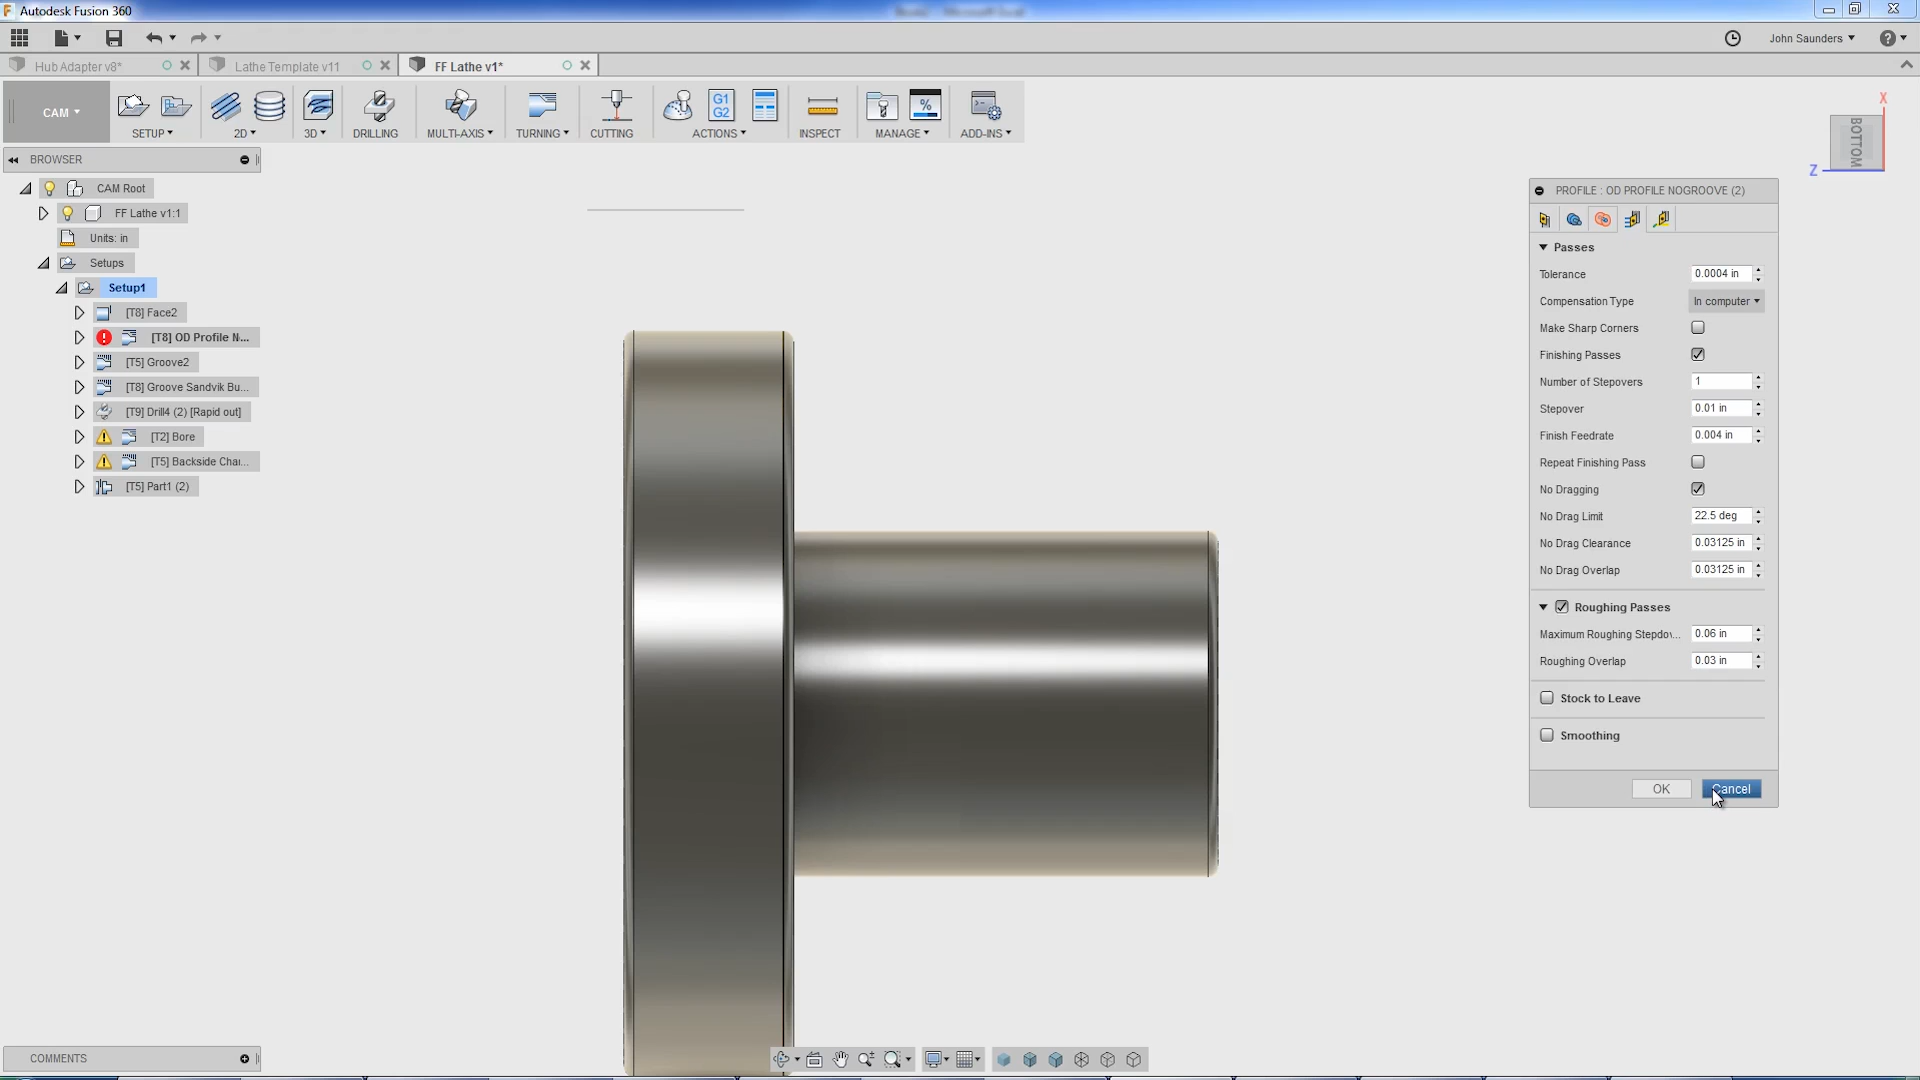 Autodesk Fusion 360
John Saunders
Hub Adapter v8*
Lathe Template v11
FF Lathe v1*
CAM
SETUP
2D
3D
DRILLING
MULTI-AXIS
TURNING
CUTTING
G1
G2
ACTIONS
INSPECT
%
MANAGE
ADD-INS
X
BOTTOM
Z
BROWSER
CAM Root
FF Lathe v1:1
Units: in
Setups
Setup1
[T8] Face2
[T8] OD Profile N...
[T5] Groove2
[T8] Groove Sandvik Bu...
[T9] Drill4 (2) [Rapid out]
[T2] Bore
[T5] Backside Cha...
[T5] Part1 (2)
PROFILE : OD PROFILE NOGROOVE (2)
Passes
Tolerance 0.0004 in
Compensation Type In computer
Make Sharp Corners
Finishing Passes
Number of Stepovers 1
Stepover 0.01 in
Finish Feedrate 0.004 in
Repeat Finishing Pass
No Dragging
No Drag Limit 22.5 deg
No Drag Clearance 0.03125 in
No Drag Overlap 0.03125 in
Roughing Passes
Maximum Roughing Stepdov... 0.06 in
Roughing Overlap 0.03 in
Stock to Leave
Smoothing
OK Cancel
COMMENTS